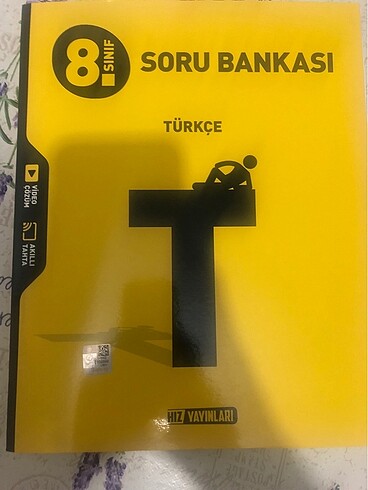 8. SINIF
SORU BANKASI
TÜRKÇE
VİDEO
ÇÖZÜM
AKILLI
TAHTA
T
HIZ YAYINLARI